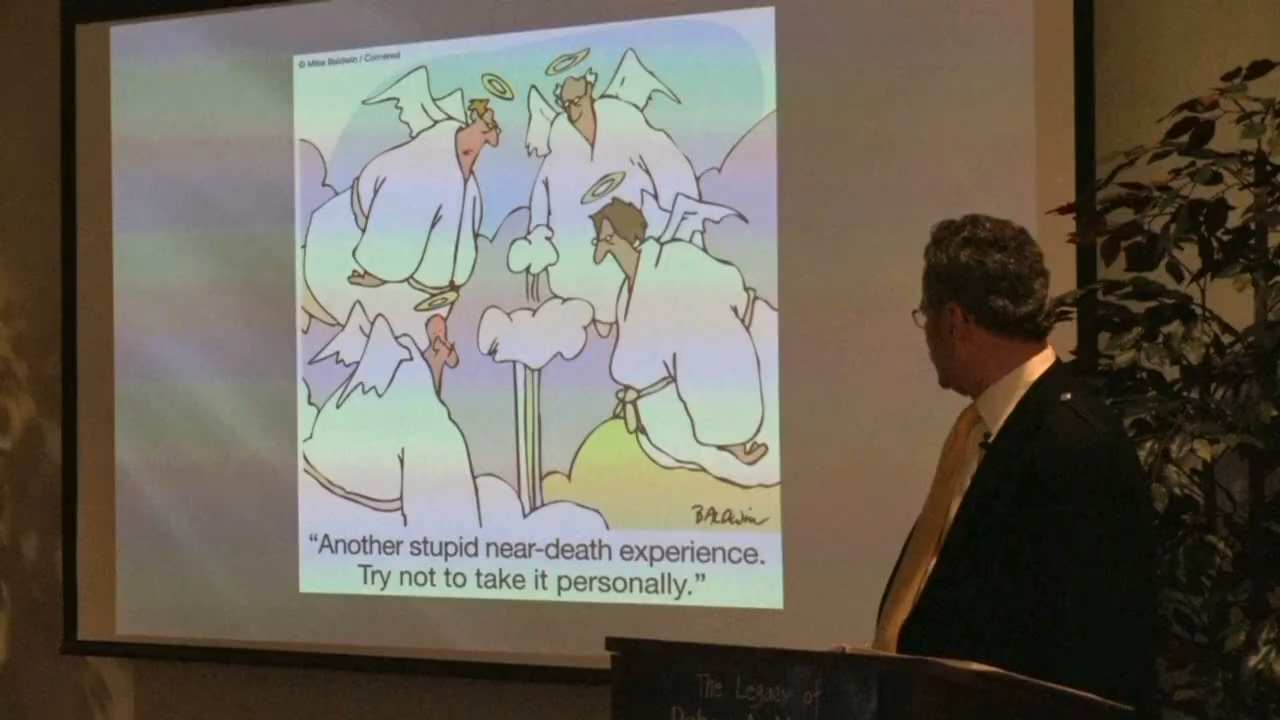 © Mike Baldwin / Cornered
BALDWIN
“Another stupid near-death experience.
Try not to take it personally.”
The Legacy of